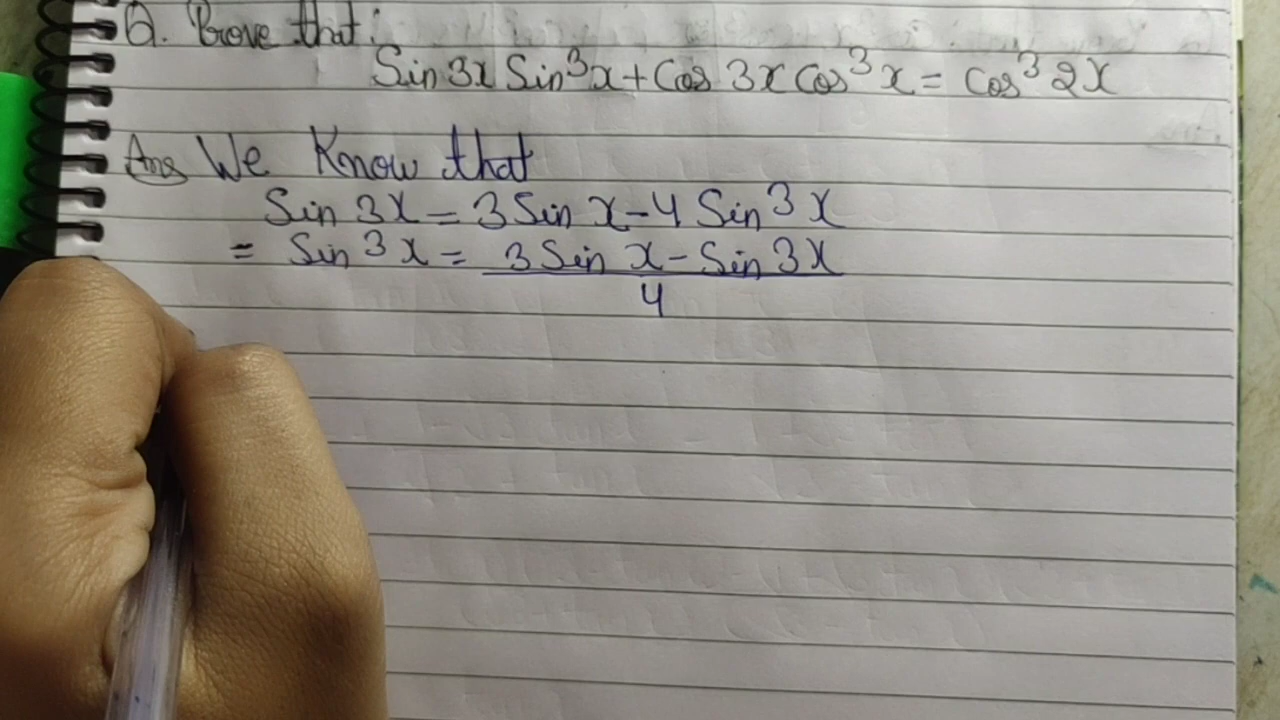 Q. Prove that:
Sin 3x Sin³x + Cos 3x Cos³x = Cos³ 2x
Ans We Know that
Sin 3x = 3 Sin x - 4 Sin³ x
= Sin³ x = 3 Sin x - Sin 3x
4